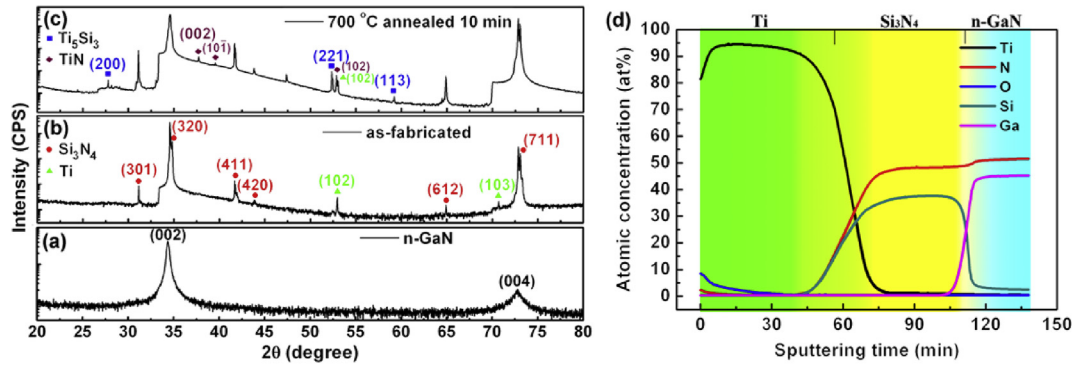 (c)
700 °C annealed 10 min
Ti5Si3
TiN
(200)
(002)
(101̄)
(221)
(102)
(102)
(113)
(b)
as-fabricated
Si3N4
Ti
(301)
(320)
(411)
(420)
(102)
(612)
(103)
(711)
(a)
n-GaN
(002)
(004)
Intensity (CPS)
20 25 30 35 40 45 50 55 60 65 70 75 80
2θ (degree)
(d)
Ti Si3N4 n-GaN
Ti
N
O
Si
Ga
Atomic concentration (at%)
100
90
80
70
60
50
40
30
20
10
0
0 30 60 90 120 150
Sputtering time (min)